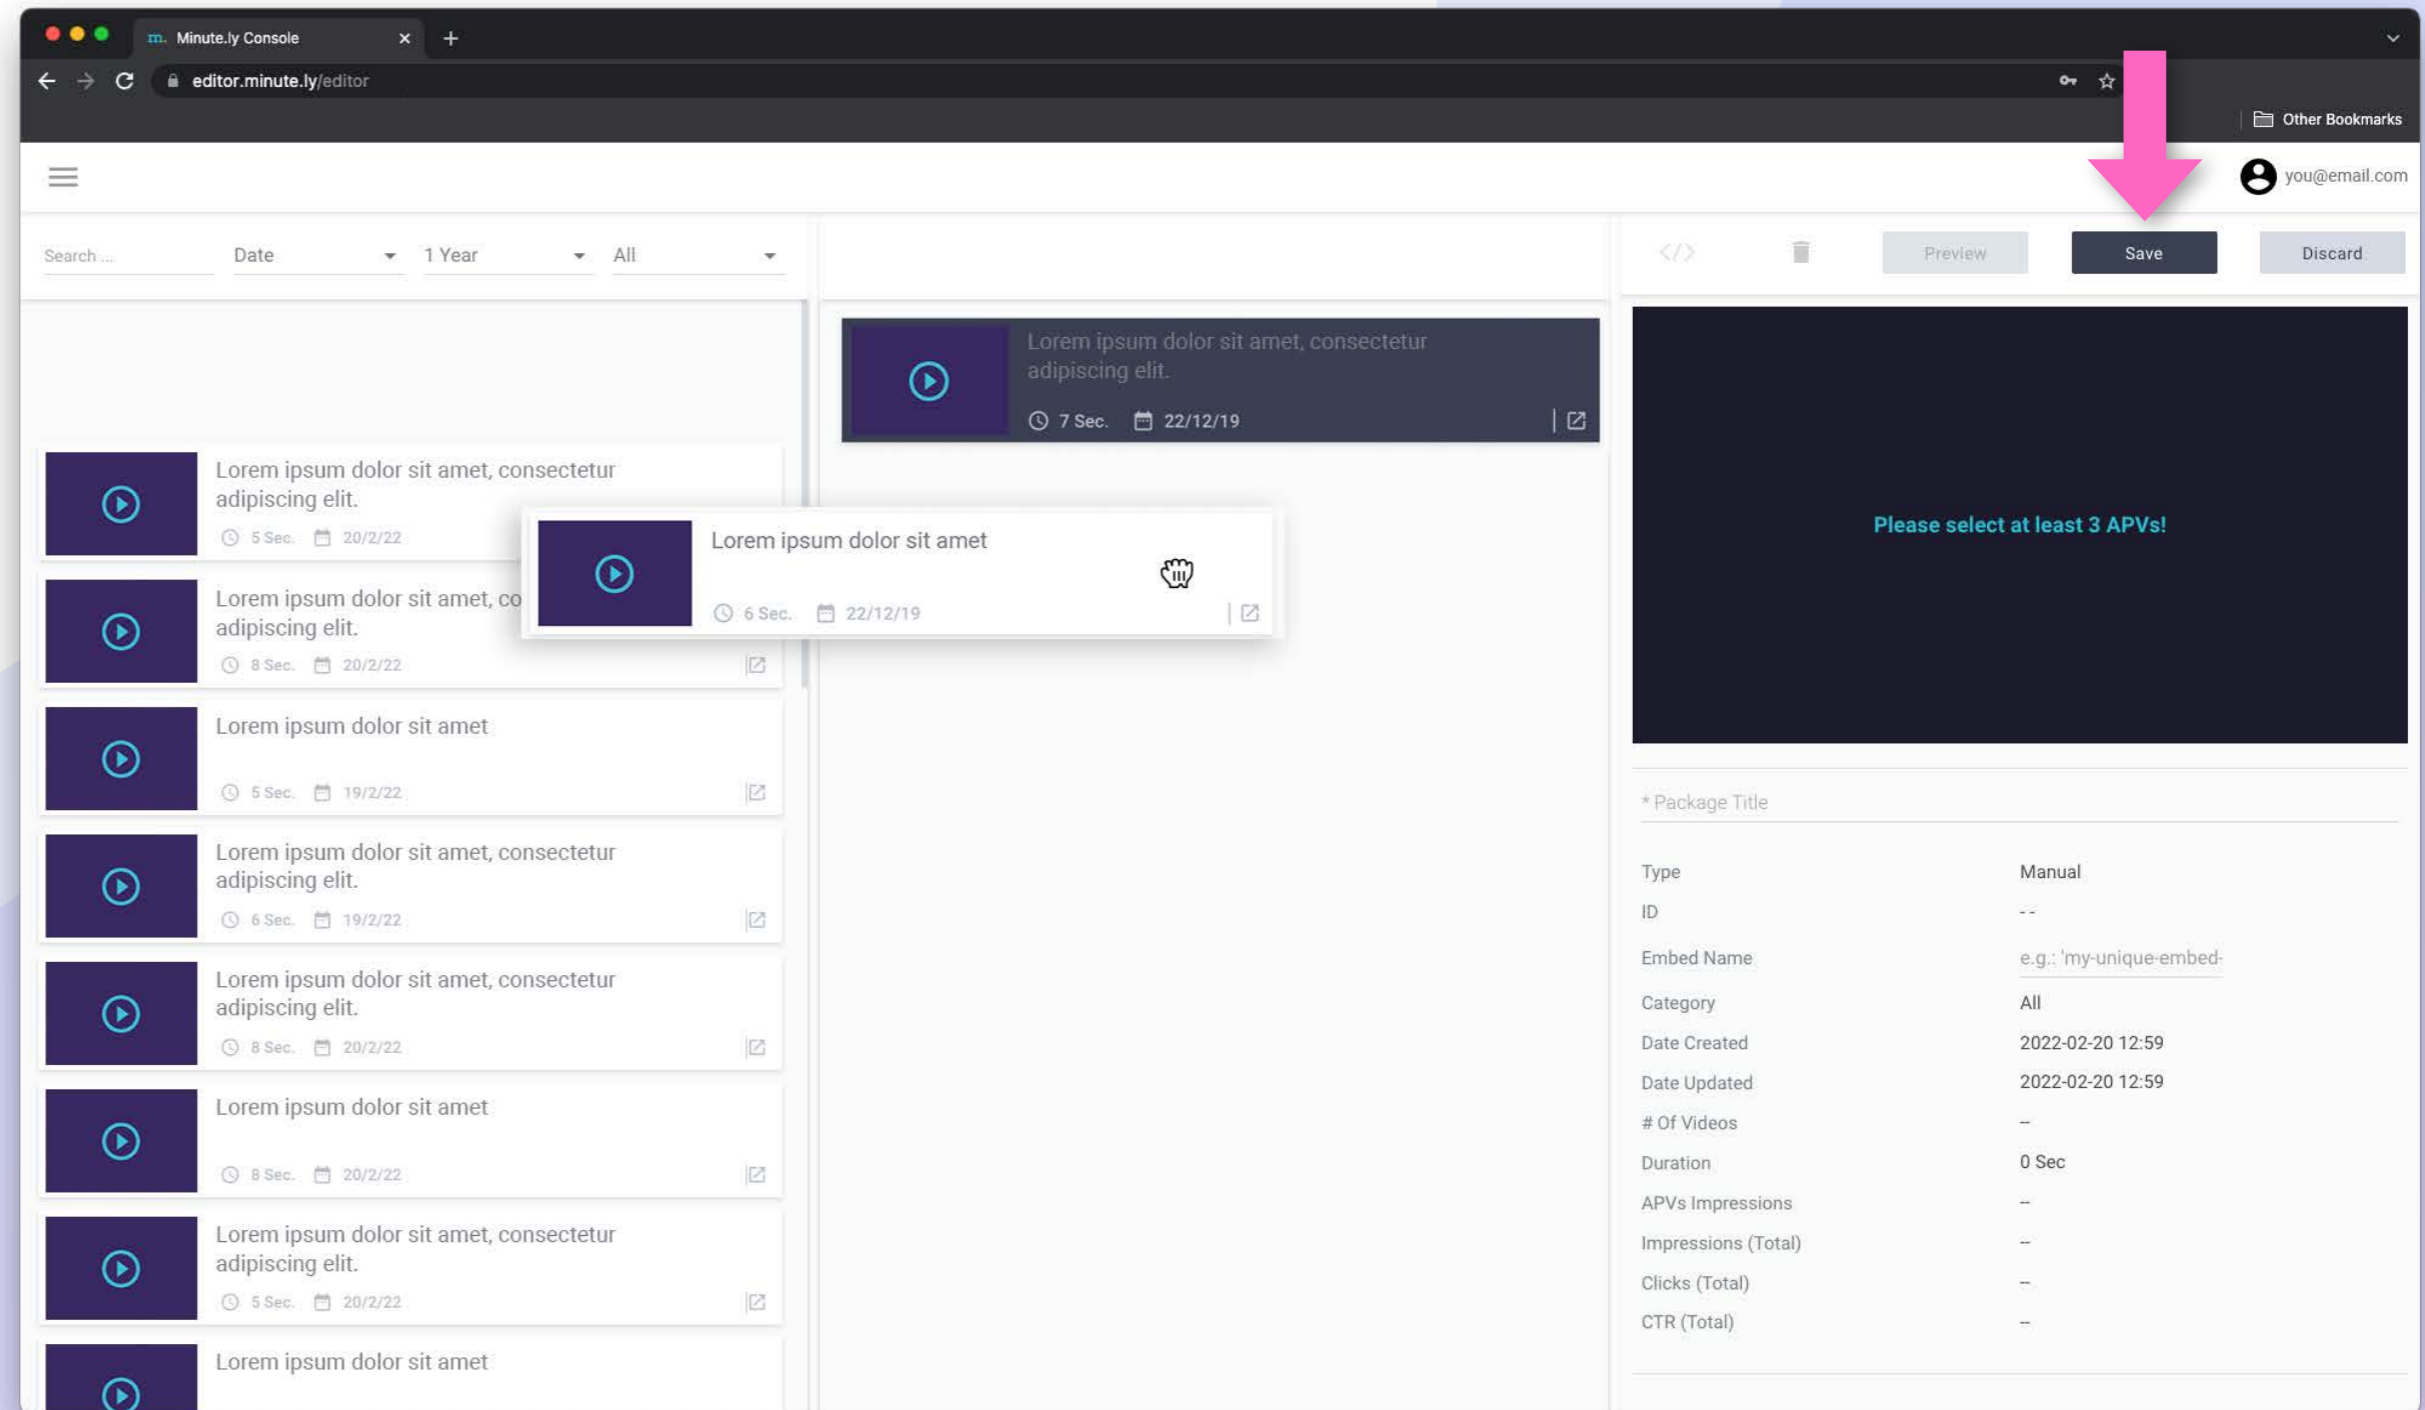 m. Minute.ly Console
editor.minute.ly/editor
Other Bookmarks
you@email.com
Search ...
Date
1 Year
All
</>
Preview
Save
Discard
Lorem ipsum dolor sit amet, consectetur
adipiscing elit.
5 Sec. 20/2/22
Lorem ipsum dolor sit amet, co
adipiscing elit.
8 Sec. 20/2/22
Lorem ipsum dolor sit amet
5 Sec. 19/2/22
Lorem ipsum dolor sit amet, consectetur
adipiscing elit.
6 Sec. 19/2/22
Lorem ipsum dolor sit amet, consectetur
adipiscing elit.
8 Sec. 20/2/22
Lorem ipsum dolor sit amet
8 Sec. 20/2/22
Lorem ipsum dolor sit amet, consectetur
adipiscing elit.
5 Sec. 20/2/22
Lorem ipsum dolor sit amet
Lorem ipsum dolor sit amet, consectetur
adipiscing elit.
7 Sec. 22/12/19
Lorem ipsum dolor sit amet
6 Sec. 22/12/19
Please select at least 3 APVs!
* Package Title
Type Manual
ID - -
Embed Name e.g.: 'my-unique-embed-
Category All
Date Created 2022-02-20 12:59
Date Updated 2022-02-20 12:59
# Of Videos --
Duration 0 Sec
APVs Impressions --
Impressions (Total) --
Clicks (Total) --
CTR (Total) --